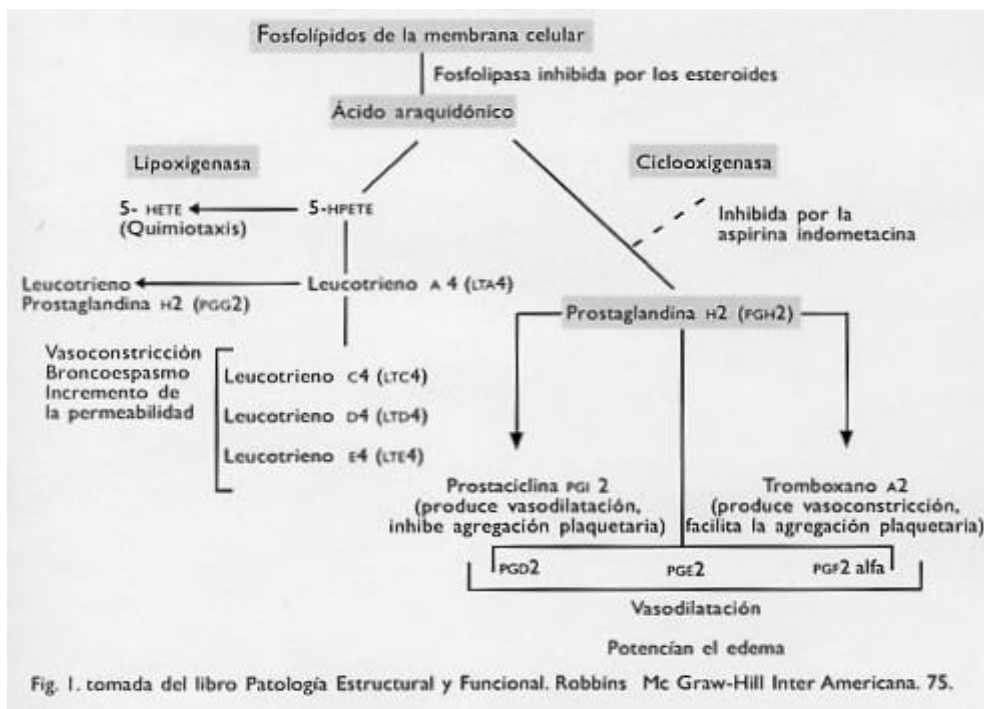 Fosfolípidos de la membrana celular
Fosfolipasa inhibida por los esteroides
Ácido araquidónico
Lipoxigenasa
Ciclooxigenasa
5- HETE
(Quimiotaxis)
5-HPETE
Inhibida por la
aspirina indometacina
Leucotrieno
Prostaglandina H2 (PGG2)
Leucotrieno A 4 (LTA4)
Prostaglandina H2 (PGH2)
Vasoconstricción
Broncoespasmo
Incremento de
la permeabilidad
Leucotrieno C4 (LTC4)
Leucotrieno D4 (LTD4)
Leucotrieno E4 (LTE4)
Prostaciclina PGI 2
(produce vasodilatación,
inhibe agregación plaquetaria)
Tromboxano A2
(produce vasoconstricción,
facilita la agregación plaquetaria)
PGD2
PGE2
PGF2 alfa
Vasodilatación
Potencían el edema
Fig. 1. tomada del libro Patología Estructural y Funcional. Robbins Mc Graw-Hill Inter Americana. 75.